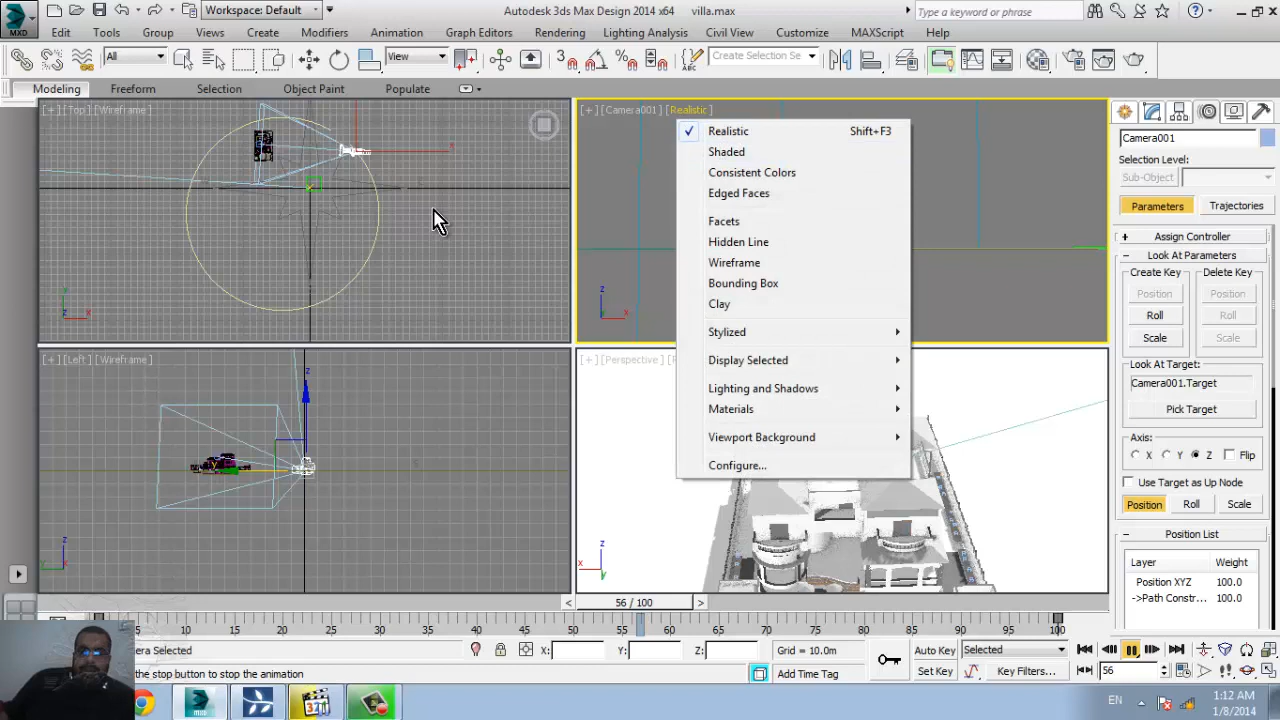 Workspace: Default
Autodesk 3ds Max Design 2014 x64
villa.max
Type a keyword or phrase
MXD
Edit Tools Group Views Create Modifiers Animation Graph Editors Rendering Lighting Analysis Civil View Customize MAXScript Help
All
View
3
Create Selection Se
Modeling Freeform Selection Object Paint Populate
[+] [Top] [Wireframe]
[+] [Camera001] [Realistic]
Realistic Shift+F3
Shaded
Consistent Colors
Edged Faces
Facets
Hidden Line
Wireframe
Bounding Box
Clay
Stylized
Display Selected
Lighting and Shadows
Materials
Viewport Background
Configure...
[+] [Left] [Wireframe]
[+] [Perspective]
Camera001
Selection Level:
Sub-Object
Parameters Trajectories
Assign Controller
Look At Parameters
Create Key Delete Key
Position Position
Roll Roll
Scale Scale
Look At Target:
Camera001.Target
Pick Target
Axis:
X Y Z Flip
Use Target as Up Node
Position Roll Scale
Position List
Layer Weight
Position XYZ 100.0
->Path Constr... 100.0
56 / 100
10 15 20 25 30 35 40 45 50 55 60 65 70 75 80 85 90 95 100
era Selected
X: Y: Z: Grid = 10.0m
Auto Key Selected
the stop button to stop the animation
Add Time Tag
Set Key Key Filters... 56
EN
1:12 AM
1/8/2014